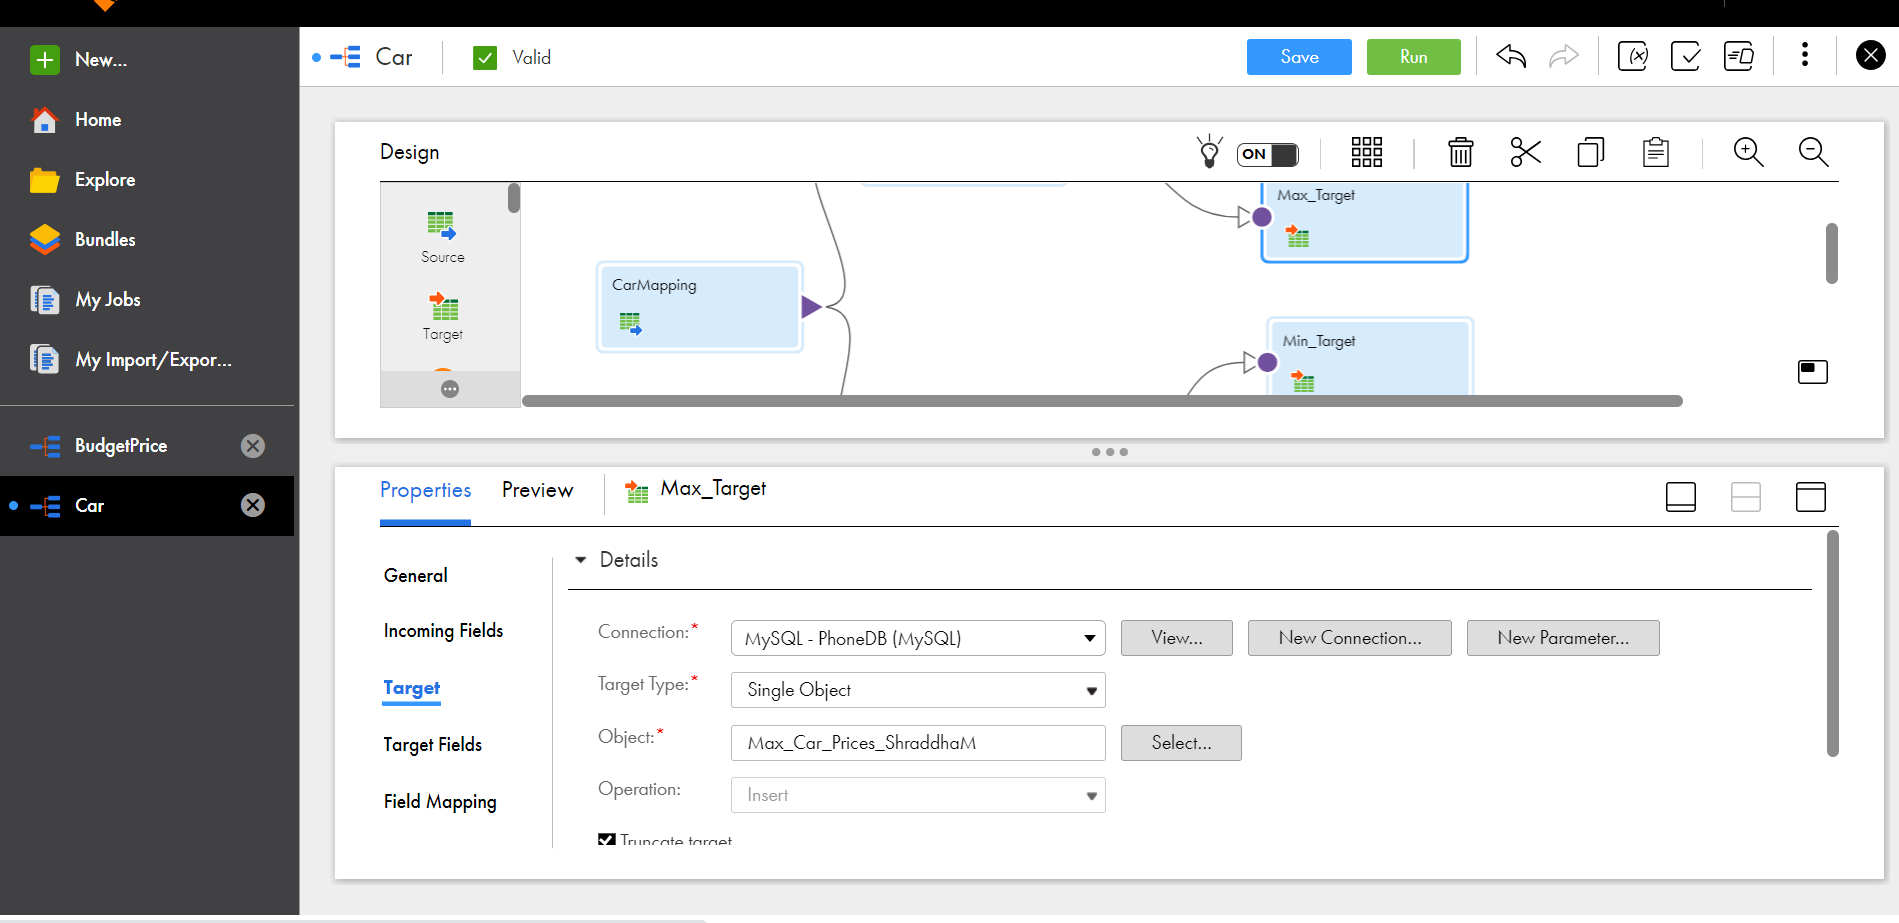 New...
Home
Explore
Bundles
My Jobs
My Import/Expor...
BudgetPrice
Car
Car
Valid
Save
Run
Design
ON
Source
Target
CarMapping
Max_Target
Min_Target
Properties
Preview
Max_Target
General
Incoming Fields
Target
Target Fields
Field Mapping
Details
Connection:* MySQL - PhoneDB (MySQL) View... New Connection... New Parameter...
Target Type:* Single Object
Object:* Max_Car_Prices_ShraddhaM Select...
Operation: Insert
Truncate target